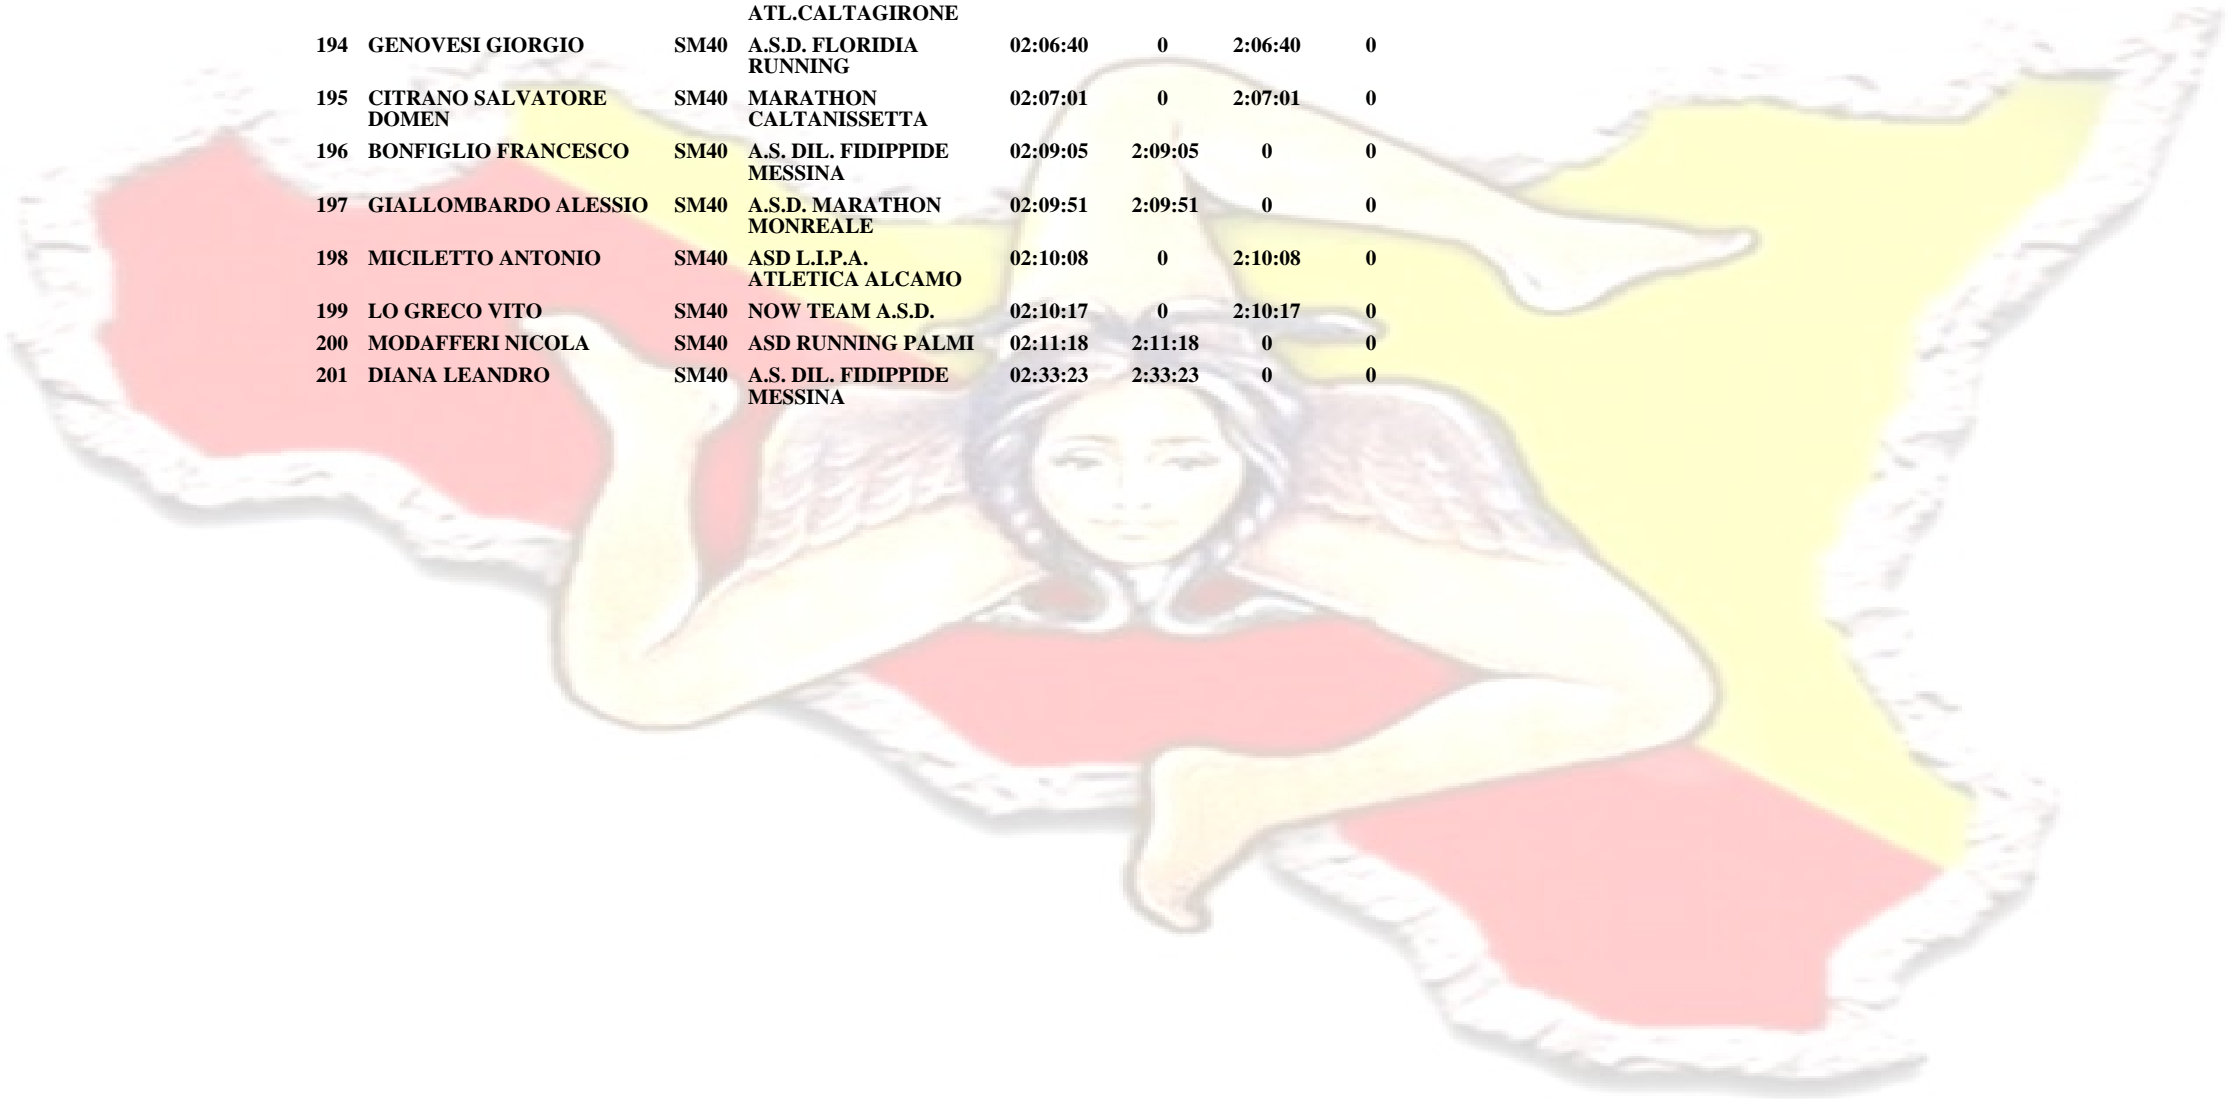 ATL.CALTAGIRONE
194 GENOVESI GIORGIO SM40 A.S.D. FLORIDIA 02:06:40 0 2:06:40 0
RUNNING
195 CITRANO SALVATORE SM40 MARATHON 02:07:01 0 2:07:01 0
DOMEN CALTANISSETTA
196 BONFIGLIO FRANCESCO SM40 A.S. DIL. FIDIPPIDE 02:09:05 2:09:05 0 0
MESSINA
197 GIALLOMBARDO ALESSIO SM40 A.S.D. MARATHON 02:09:51 2:09:51 0 0
MONREALE
198 MICILETTO ANTONIO SM40 ASD L.I.P.A. 02:10:08 0 2:10:08 0
ATLETICA ALCAMO
199 LO GRECO VITO SM40 NOW TEAM A.S.D. 02:10:17 0 2:10:17 0
200 MODAFFERI NICOLA SM40 ASD RUNNING PALMI 02:11:18 2:11:18 0 0
201 DIANA LEANDRO SM40 A.S. DIL. FIDIPPIDE 02:33:23 2:33:23 0 0
MESSINA